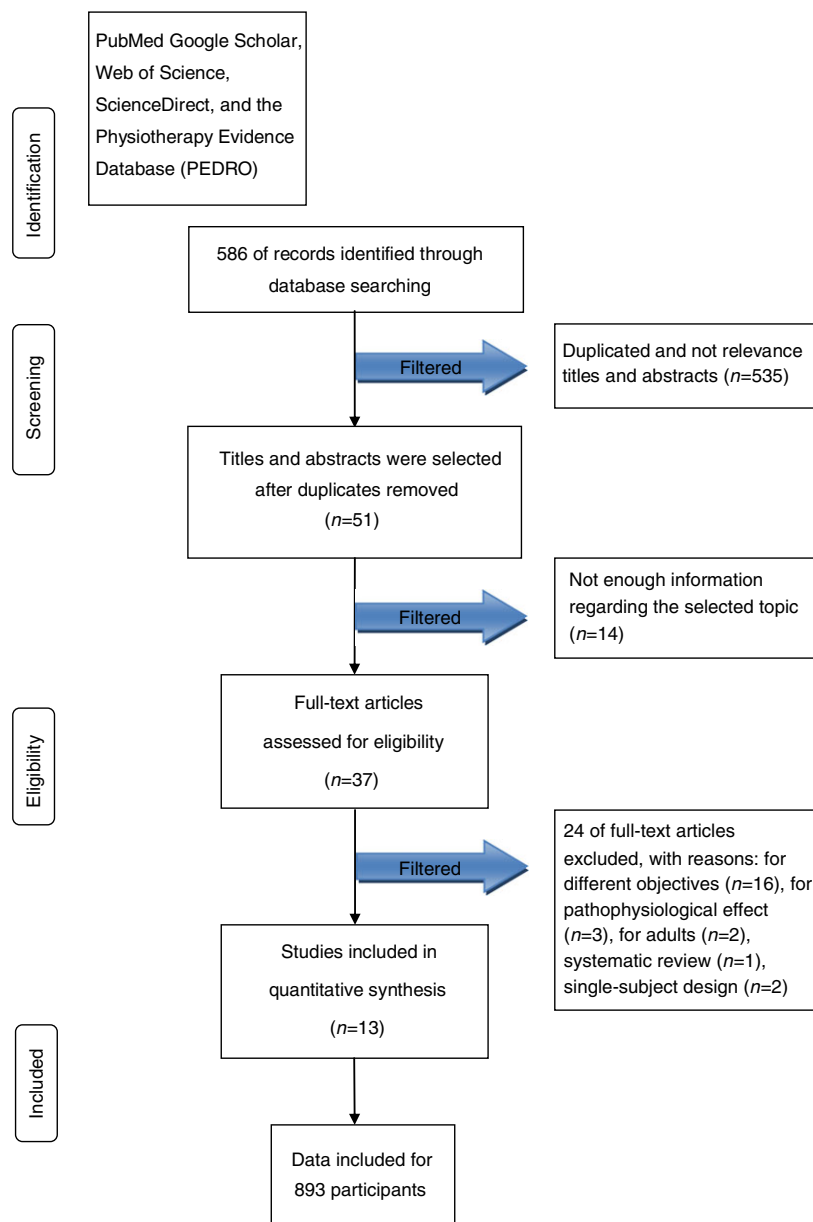 PubMed Google Scholar,
Web of Science,
ScienceDirect, and the
Physiotherapy Evidence
Database (PEDRO)
Identification
586 of records identified through
database searching
Screening
Filtered
Duplicated and not relevance
titles and abstracts (n=535)
Titles and abstracts were selected
after duplicates removed
(n=51)
Filtered
Not enough information
regarding the selected topic
(n=14)
Eligibility
Full-text articles
assessed for eligibility
(n=37)
Filtered
24 of full-text articles
excluded, with reasons: for
different objectives (n=16), for
pathophysiological effect
(n=3), for adults (n=2),
systematic review (n=1),
single-subject design (n=2)
Studies included in
quantitative synthesis
(n=13)
Included
Data included for
893 participants